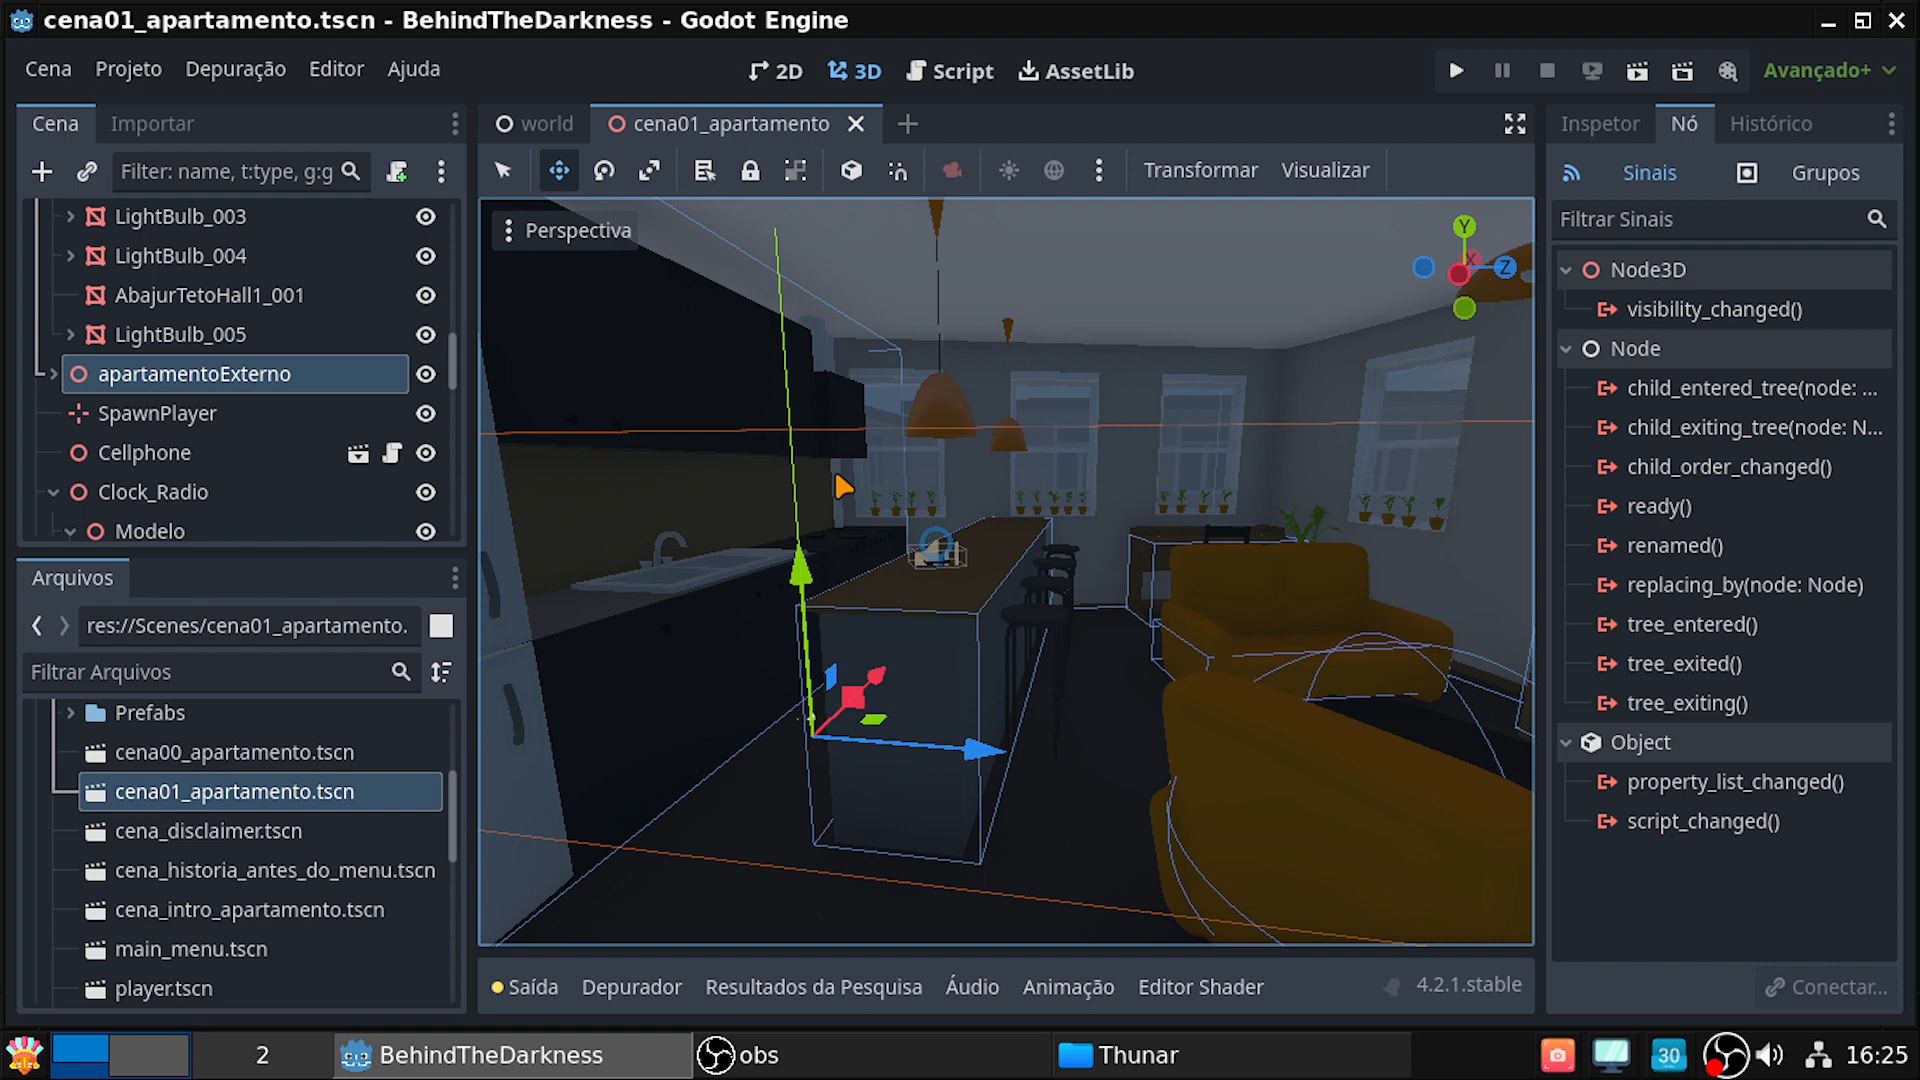 cena01_apartamento.tscn - BehindTheDarkness - Godot Engine
Cena Projeto Depuração Editor Ajuda
2D 3D Script AssetLib
Avançado+
Cena Importar
Filter: name, t:type, g:g
LightBulb_003
LightBulb_004
AbajurTetoHall1_001
LightBulb_005
apartamentoExterno
SpawnPlayer
Cellphone
Clock_Radio
Modelo
Arquivos
res://Scenes/cena01_apartamento.
Filtrar Arquivos
Prefabs
cena00_apartamento.tscn
cena01_apartamento.tscn
cena_disclaimer.tscn
cena_historia_antes_do_menu.tscn
cena_intro_apartamento.tscn
main_menu.tscn
player.tscn
world cena01_apartamento
Transformar Visualizar
Perspectiva
Y
X
Z
Saída Depurador Resultados da Pesquisa Áudio Animação Editor Shader 4.2.1.stable
Inspetor Nó Histórico
Sinais Grupos
Filtrar Sinais
Node3D
visibility_changed()
Node
child_entered_tree(node: ...
child_exiting_tree(node: N...
child_order_changed()
ready()
renamed()
replacing_by(node: Node)
tree_entered()
tree_exited()
tree_exiting()
Object
property_list_changed()
script_changed()
Conectar...
2 BehindTheDarkness obs Thunar 30 16:25